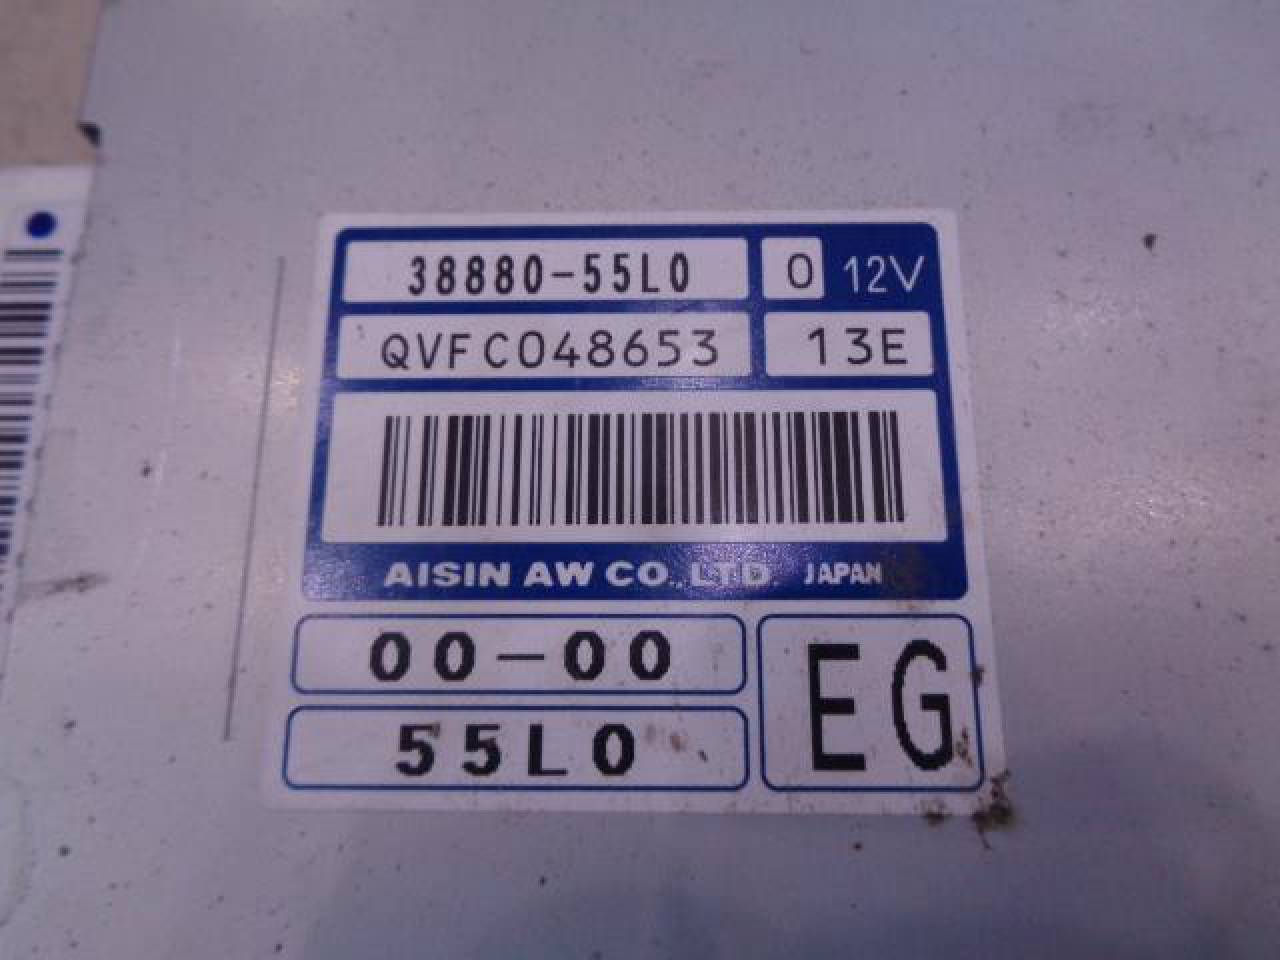 38880-55L0 0 12V
QVFC048653 13E
AISIN AW CO., LTD. JAPAN
00-00
55L0
EG